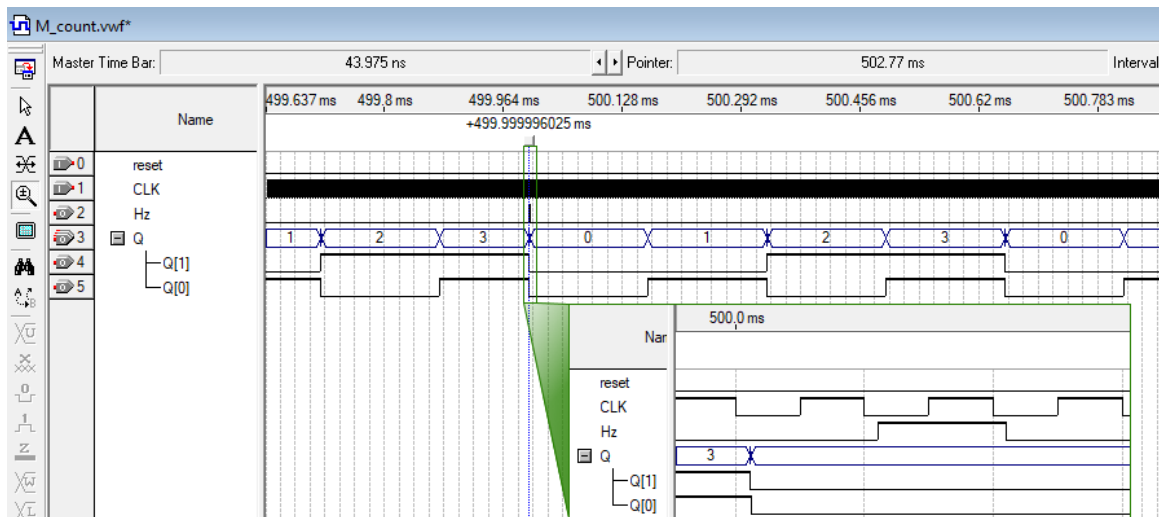 M_count.vwf*
Master Time Bar: 43.975 ns Pointer: 502.77 ms Interval
Name
499.637 ms 499.8 ms 499.964 ms 500.128 ms 500.292 ms 500.456 ms 500.62 ms 500.783 ms
+499.999996025 ms
0 reset
1 CLK
2 Hz
3 Q 1 2 3 0 1 2 3 0
4 Q[1]
5 Q[0]
A
Z
500.0 ms
Nar
reset
CLK
Hz
Q 3
Q[1]
Q[0]